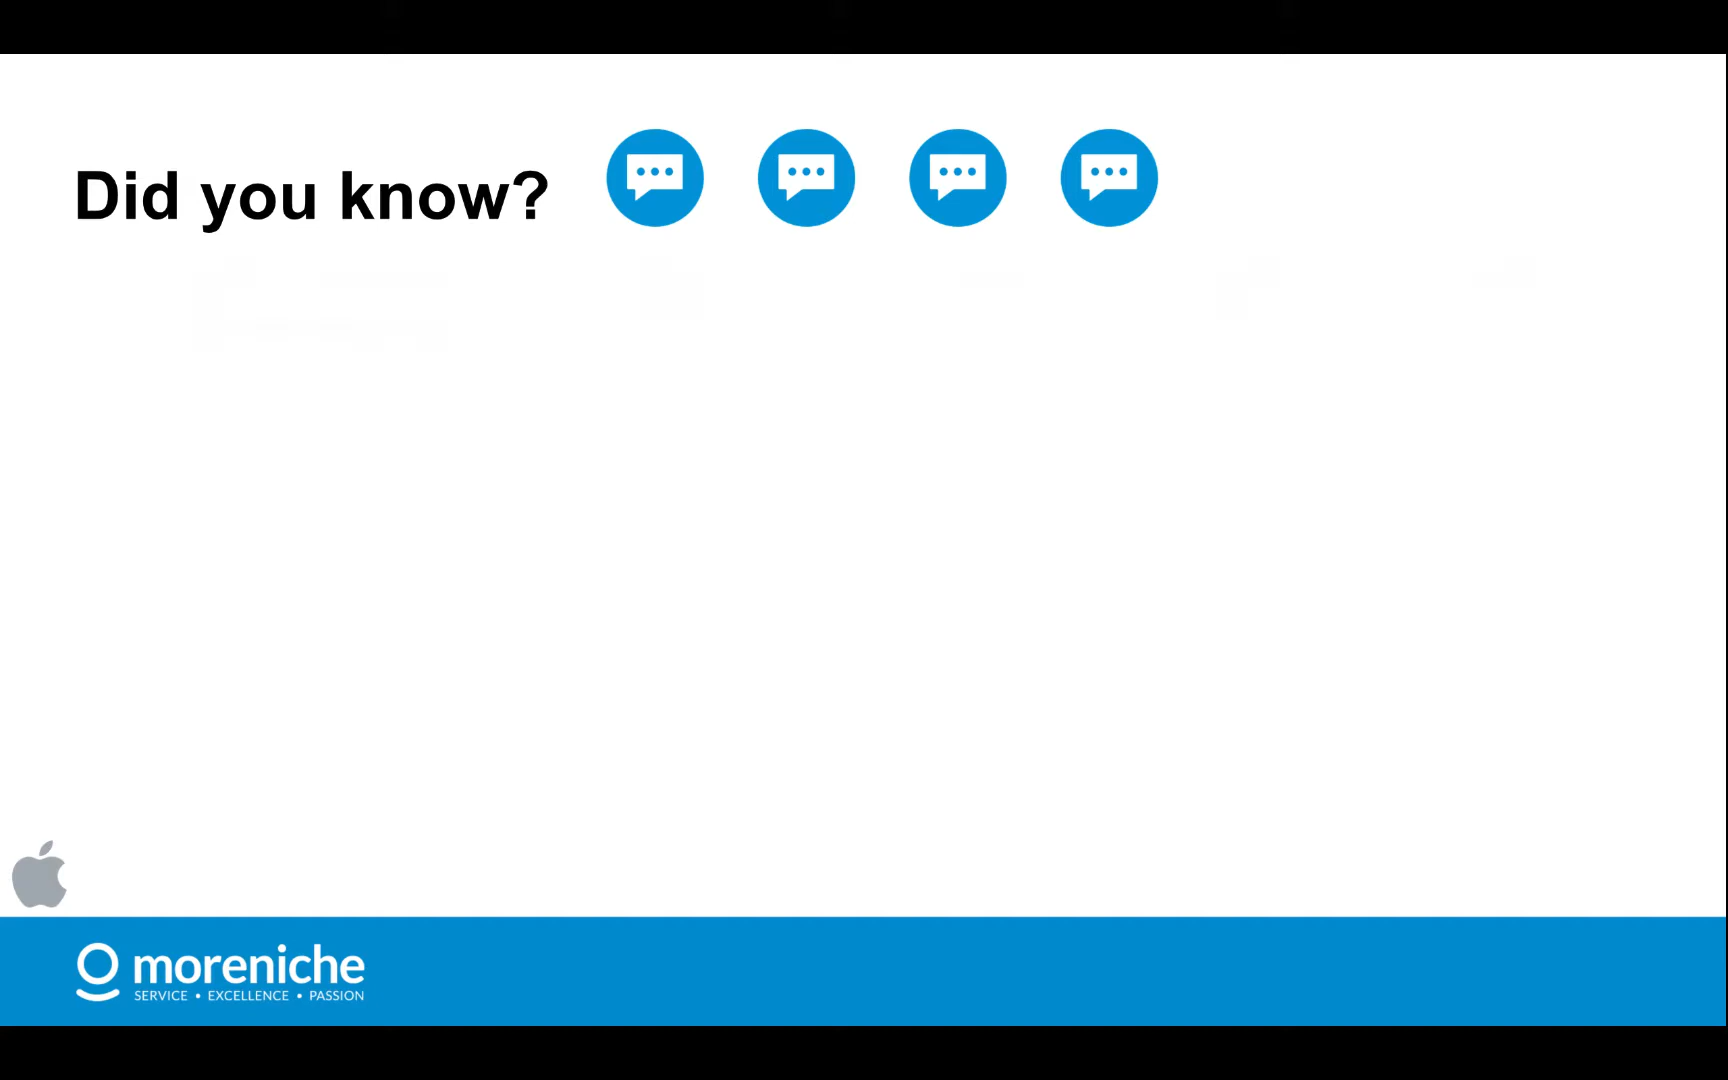 Did you know?
moreniche
SERVICE • EXCELLENCE • PASSION